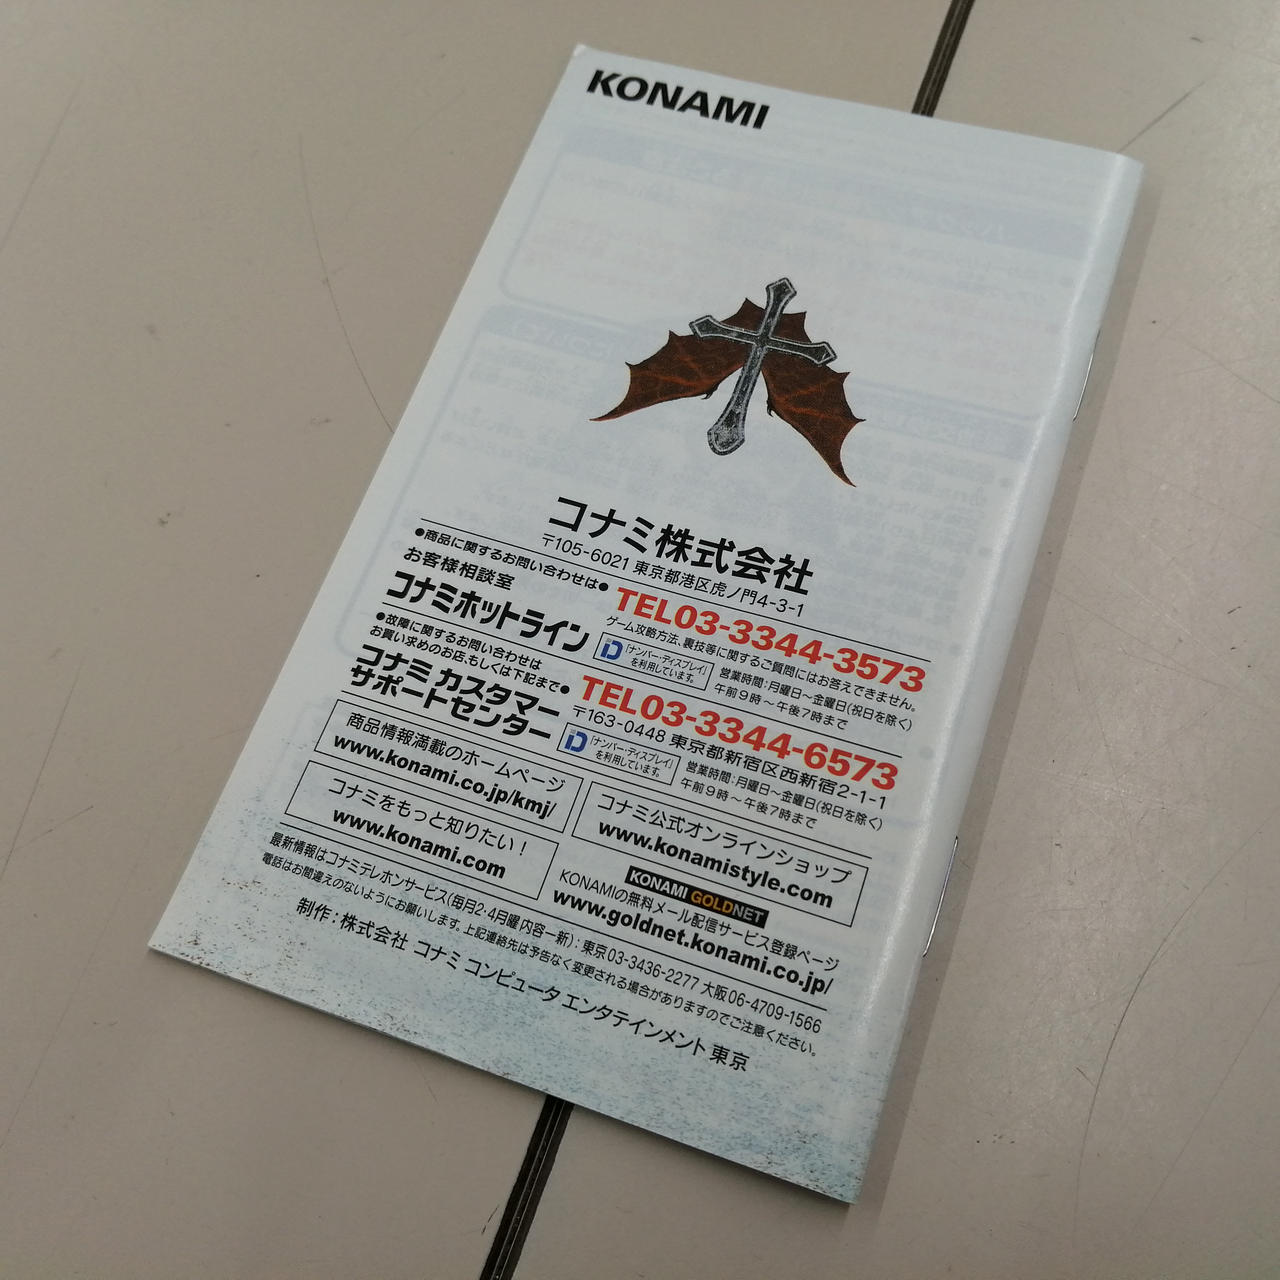 KONAMI
コナミ株式会社
〒105-6021 東京都港区虎ノ門4-3-1
●商品に関するお問い合わせは●
お客様相談室
コナミホットライン
TEL03-3344-3573
ゲーム攻略方法、裏技等に関するご質問にはお答えできません。
「ナンバー・ディスプレイ」
を利用しています。
営業時間:月曜日～金曜日(祝日を除く)
午前9時～午後7時まで
●故障に関するお問い合わせは
お買い求めのお店、もしくは下記まで●
コナミ カスタマー
サポートセンター
TEL03-3344-6573
〒163-0448 東京都新宿区西新宿2-1-1
「ナンバー・ディスプレイ」
を利用しています。
営業時間:月曜日～金曜日(祝日を除く)
午前9時～午後7時まで
商品情報満載のホームページ
www.konami.co.jp/kmj/
コナミ公式オンラインショップ
www.konamistyle.com
コナミをもっと知りたい!
www.konami.com
KONAMI GOLDNET
KONAMIの無料メール配信サービス登録ページ
www.goldnet.konami.co.jp/
最新情報はコナミテレホンサービス(毎月2・4月曜内容一新):東京03-3436-2277 大阪06-4709-1566
電話はお間違えのないようにお願いします。上記連絡先は予告なく変更される場合がありますのでご注意ください。
制作:株式会社 コナミ コンピュータ エンタテインメント 東京